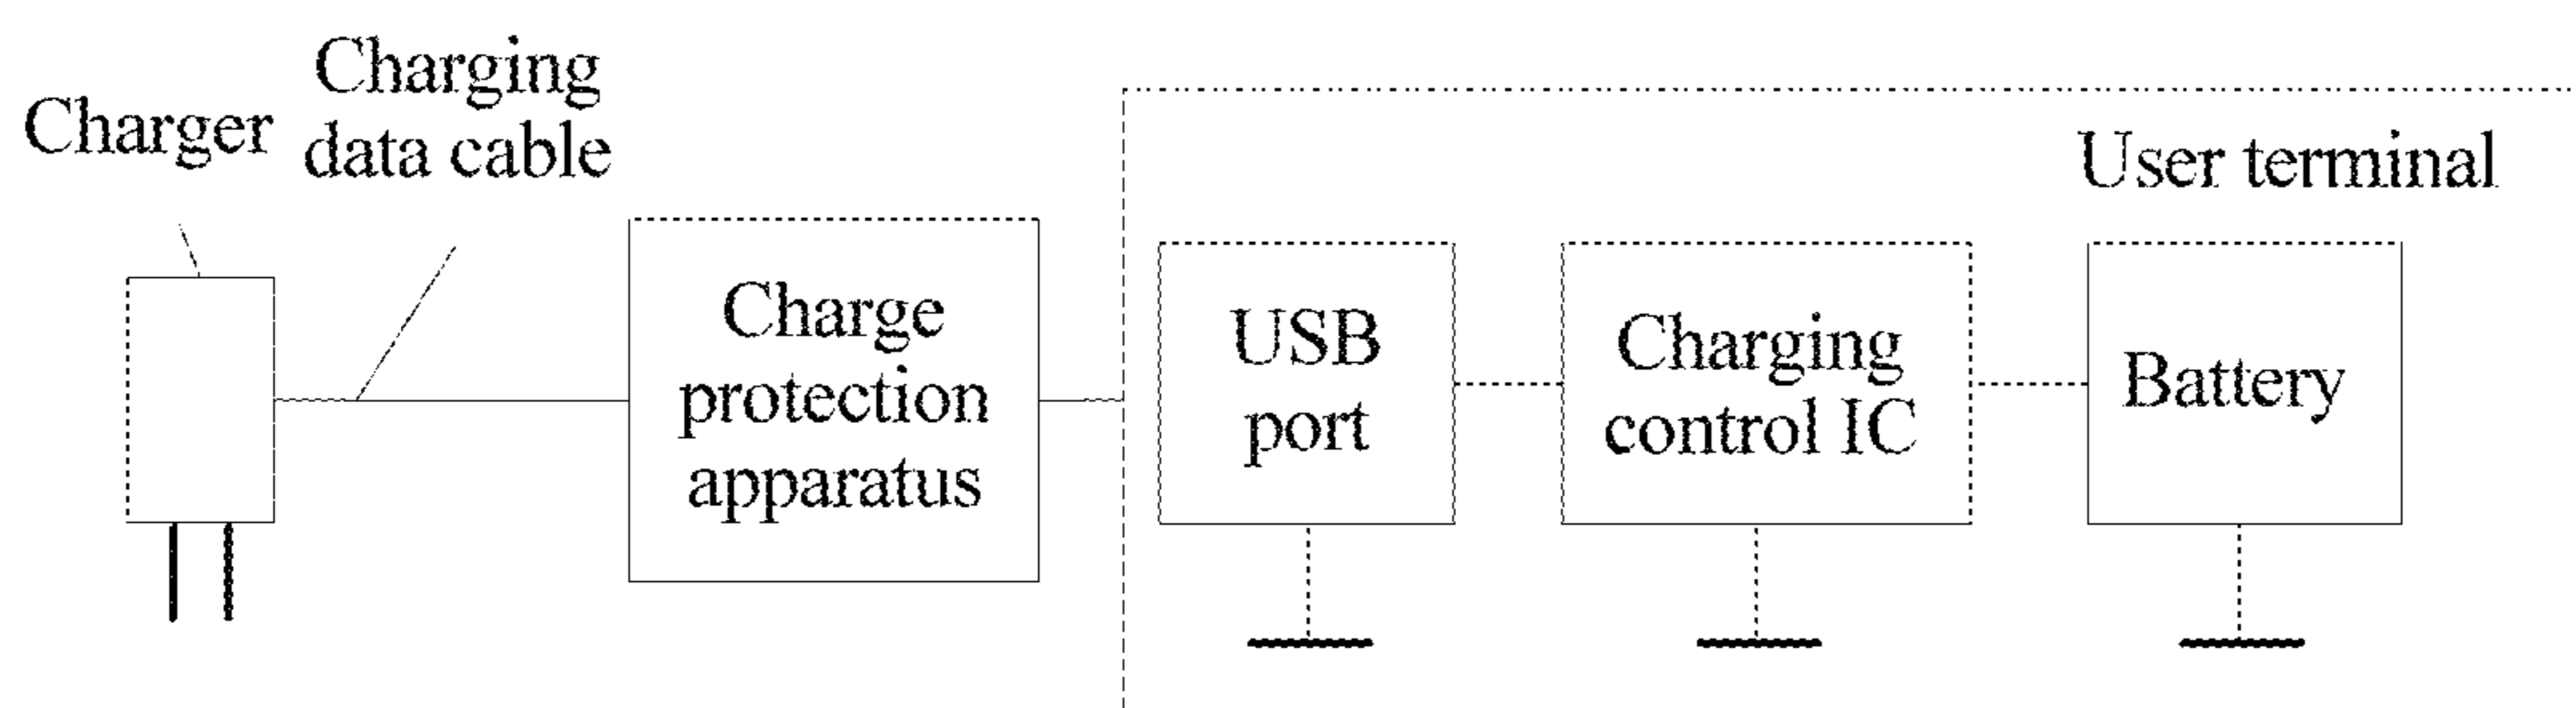 Charger
Charging
data cable
User terminal
Charge
protection
apparatus
USB
port
Charging
control IC
Battery